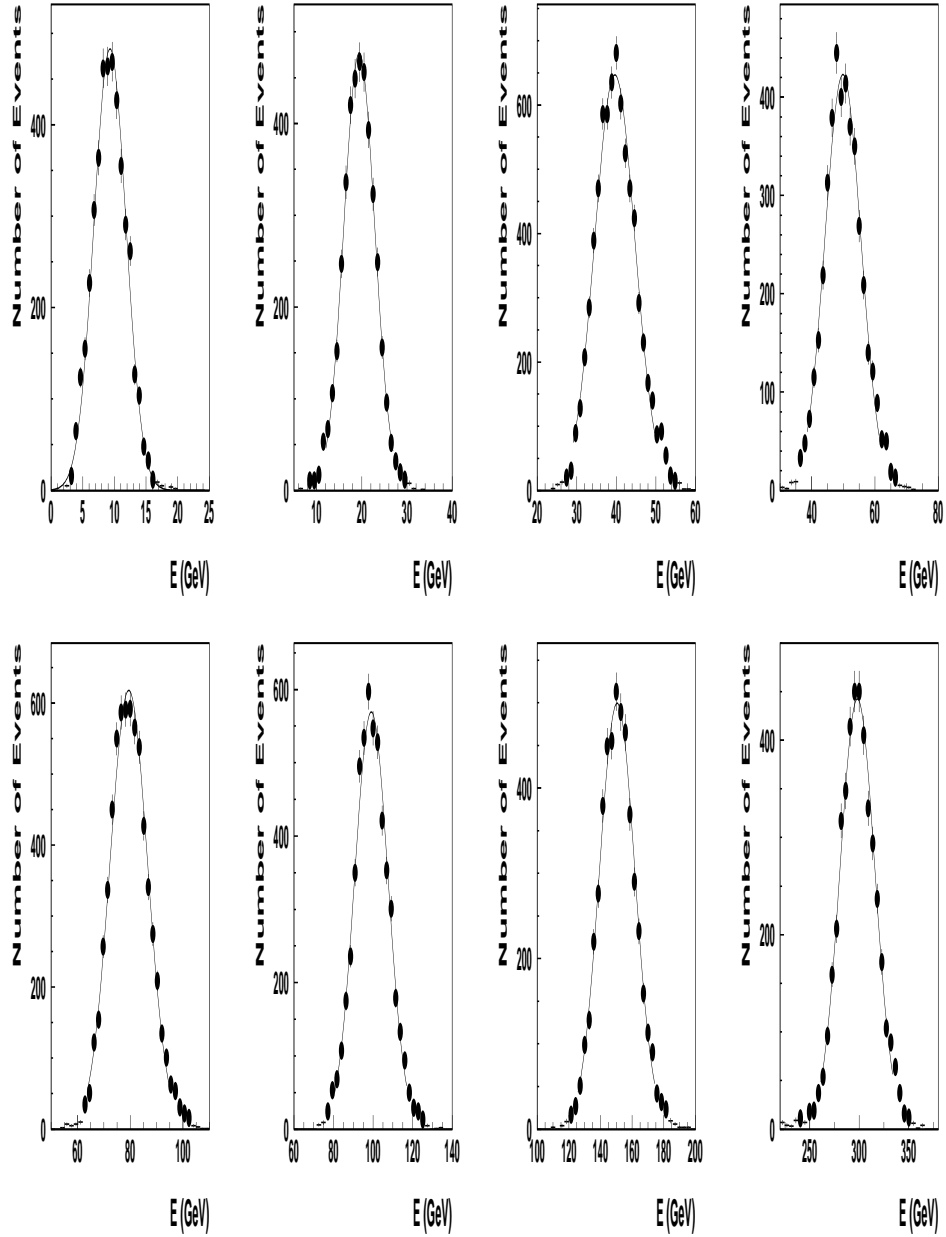 Number of Events
400
200
0
0 5 10 15 20 25
E (GeV)
Number of Events
400
200
0
10 20 30 40
E (GeV)
Number of Events
600
400
200
0
20 30 40 50 60
E (GeV)
Number of Events
400
300
200
100
0
40 60 80
E (GeV)
Number of Events
600
400
200
0
60 80 100
E (GeV)
Number of Events
600
400
200
0
60 80 100 120 140
E (GeV)
Number of Events
400
200
0
100 120 140 160 180 200
E (GeV)
Number of Events
400
200
0
250 300 350
E (GeV)